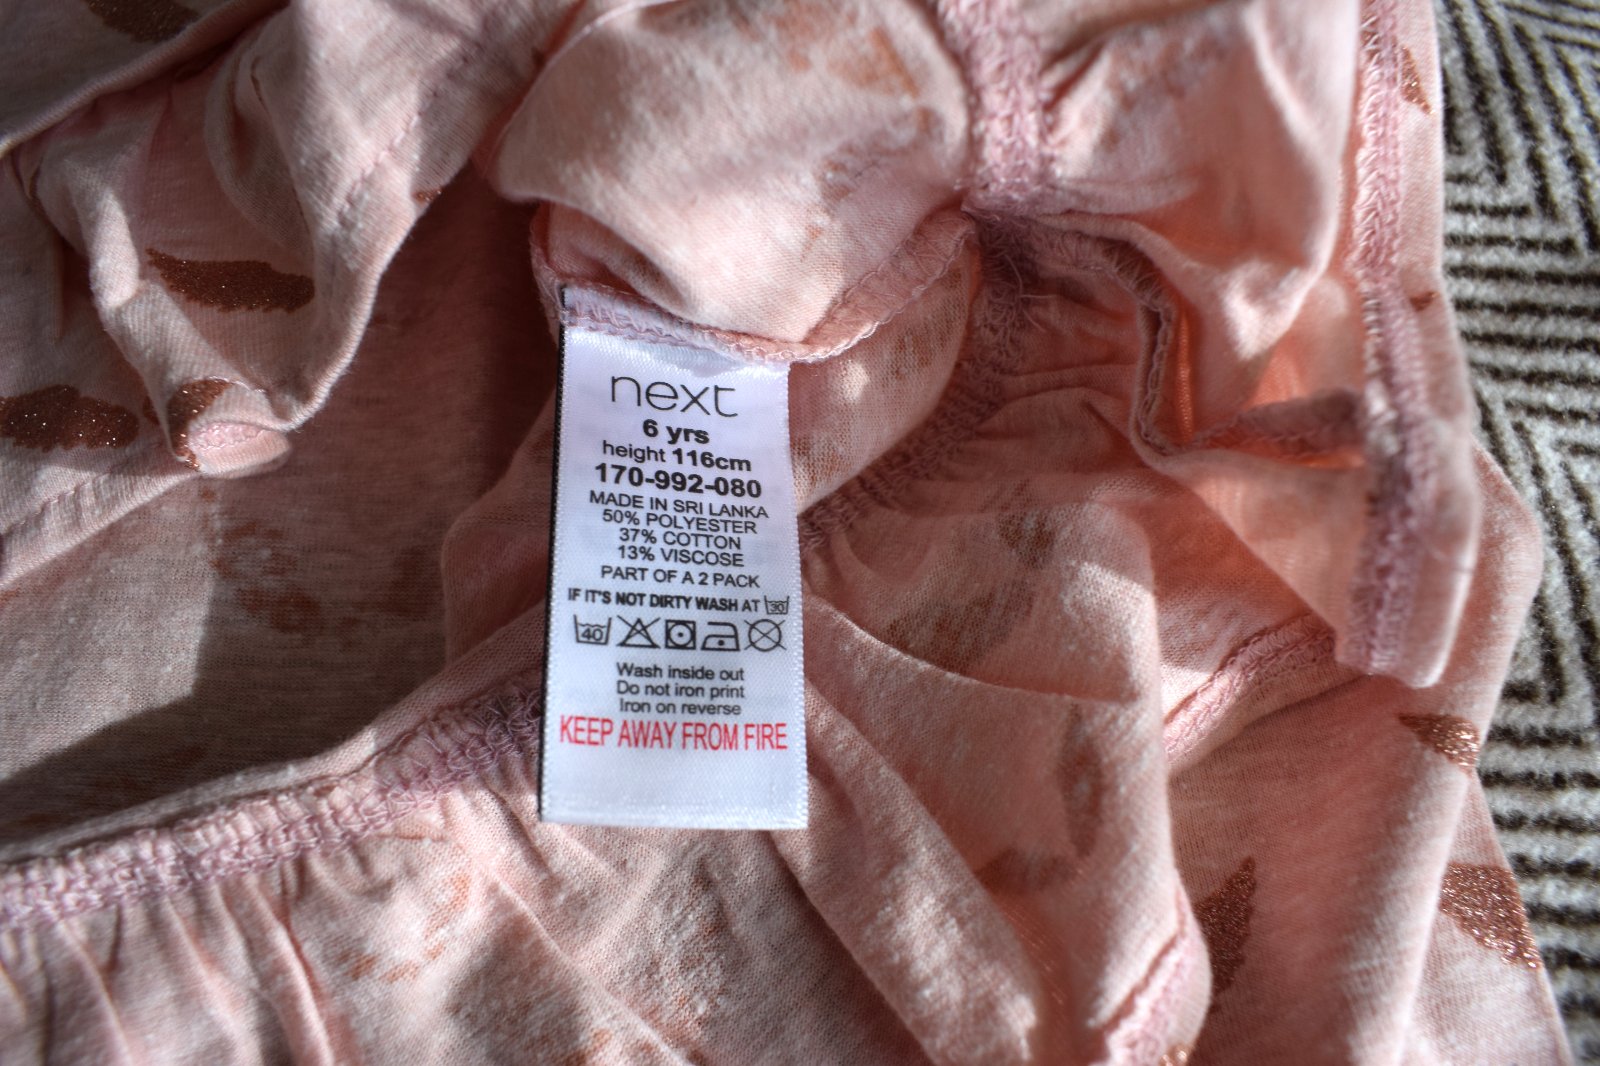 next
6 yrs
height 116cm
170-992-080
MADE IN SRI LANKA
50% POLYESTER
37% COTTON
13% VISCOSE
PART OF A 2 PACK
IF IT'S NOT DIRTY WASH AT 30
40
Wash inside out
Do not iron print
Iron on reverse
KEEP AWAY FROM FIRE